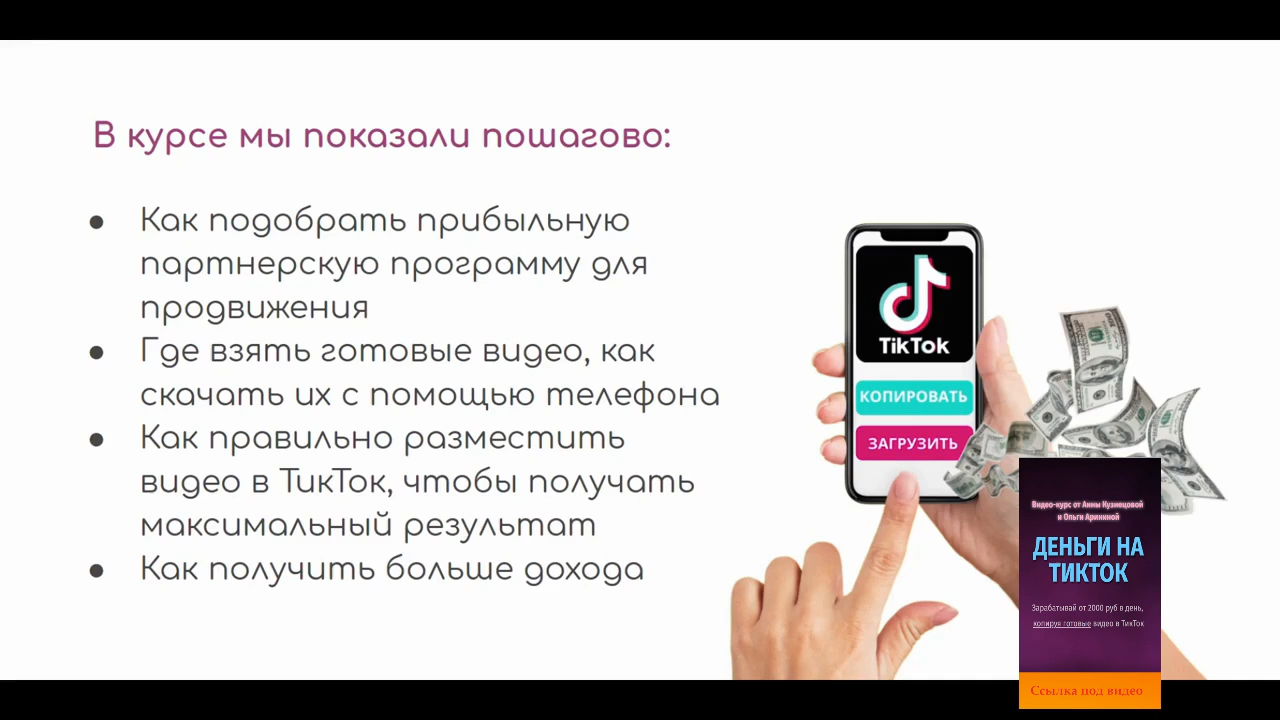 В курсе мы показали пошагово:
● Как подобрать прибыльную
партнерскую программу для
продвижения
● Где взять готовые видео, как
скачать их с помощью телефона
● Как правильно разместить
видео в ТикТок, чтобы получать
максимальный результат
● Как получить больше дохода
TikTok
КОПИРОВАТЬ
ЗАГРУЗИТЬ
100
Видео-курс от Анны Кузнецовой
и Ольги Аринино́й
ДЕНЬГИ НА
ТИКТОК
Зарабатывай от 2000 руб в день,
копируя готовые видео в ТикТок
Ссылка под видео